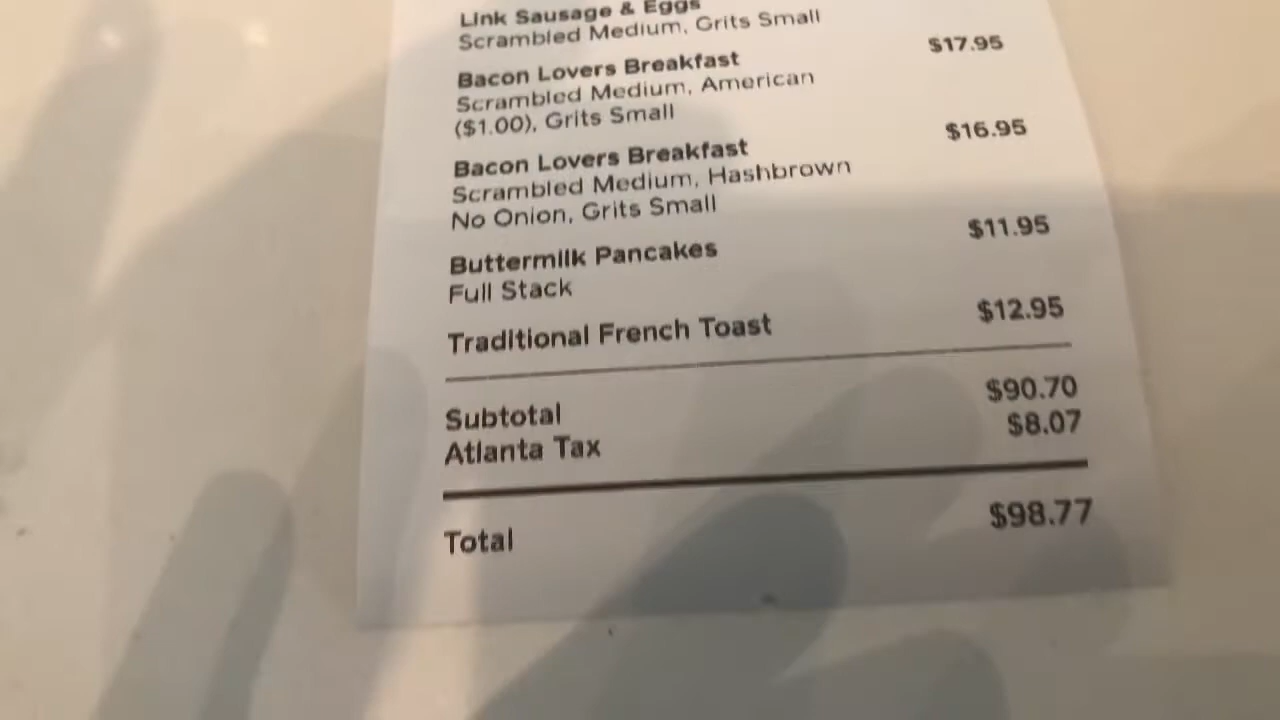 Link Sausage & Eggs
Scrambled Medium, Grits Small
Bacon Lovers Breakfast $17.95
Scrambled Medium, American
($1.00), Grits Small
Bacon Lovers Breakfast $16.95
Scrambled Medium, Hashbrown
No Onion, Grits Small
Buttermilk Pancakes $11.95
Full Stack
Traditional French Toast $12.95
Subtotal $90.70
Atlanta Tax $8.07
Total $98.77